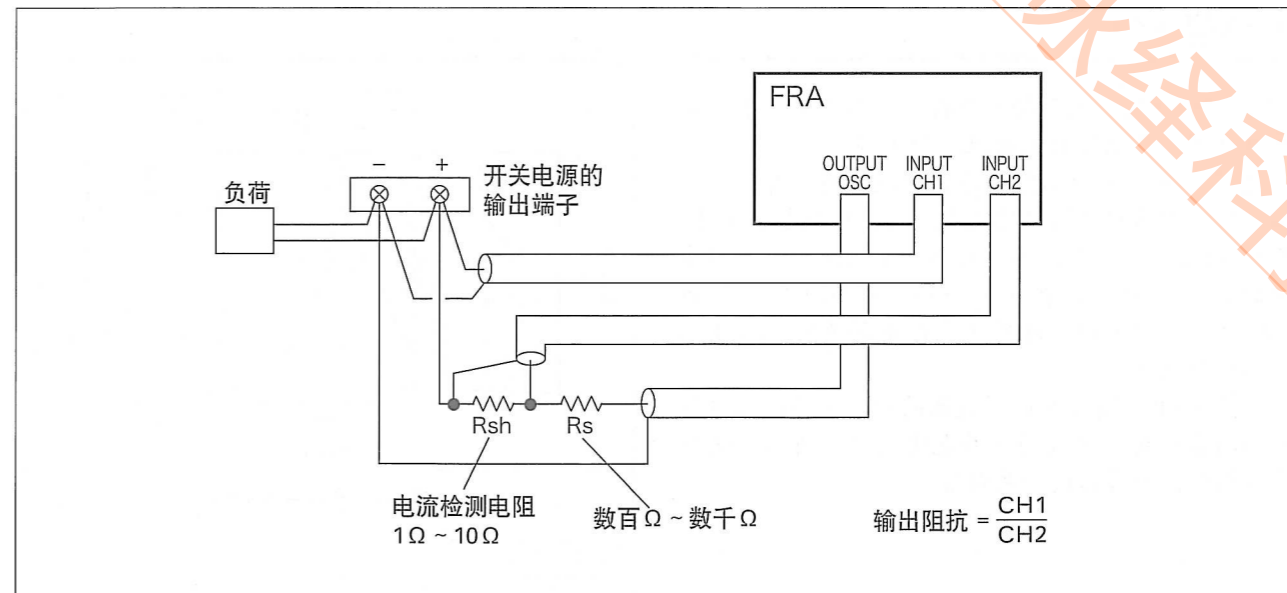 FRA
OUTPUT OSC
INPUT CH1
INPUT CH2
− +
开关电源的
输出端子
负荷
Rsh
Rs
电流检测电阻
1Ω ~ 10Ω
数百Ω ~ 数千Ω
输出阻抗 = CH1
CH2